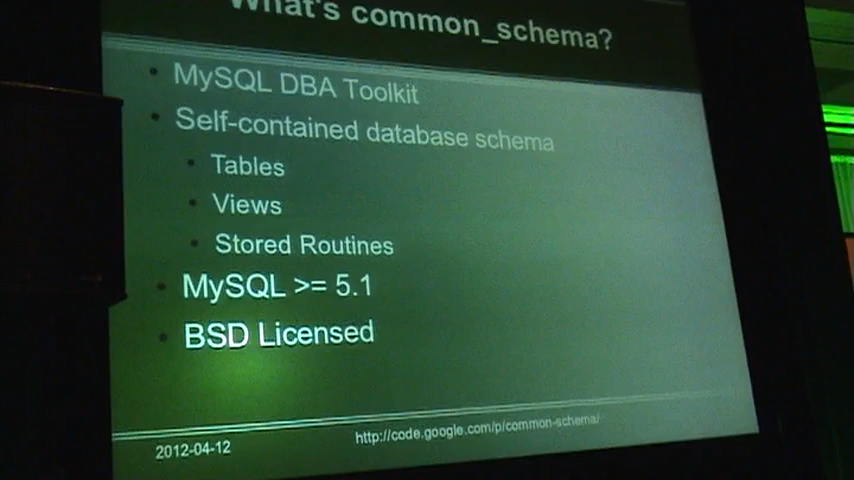 What's common_schema?
MySQL DBA Toolkit
Self-contained database schema
Tables
Views
Stored Routines
MySQL >= 5.1
BSD Licensed
2012-04-12
http://code.google.com/p/common-schema/